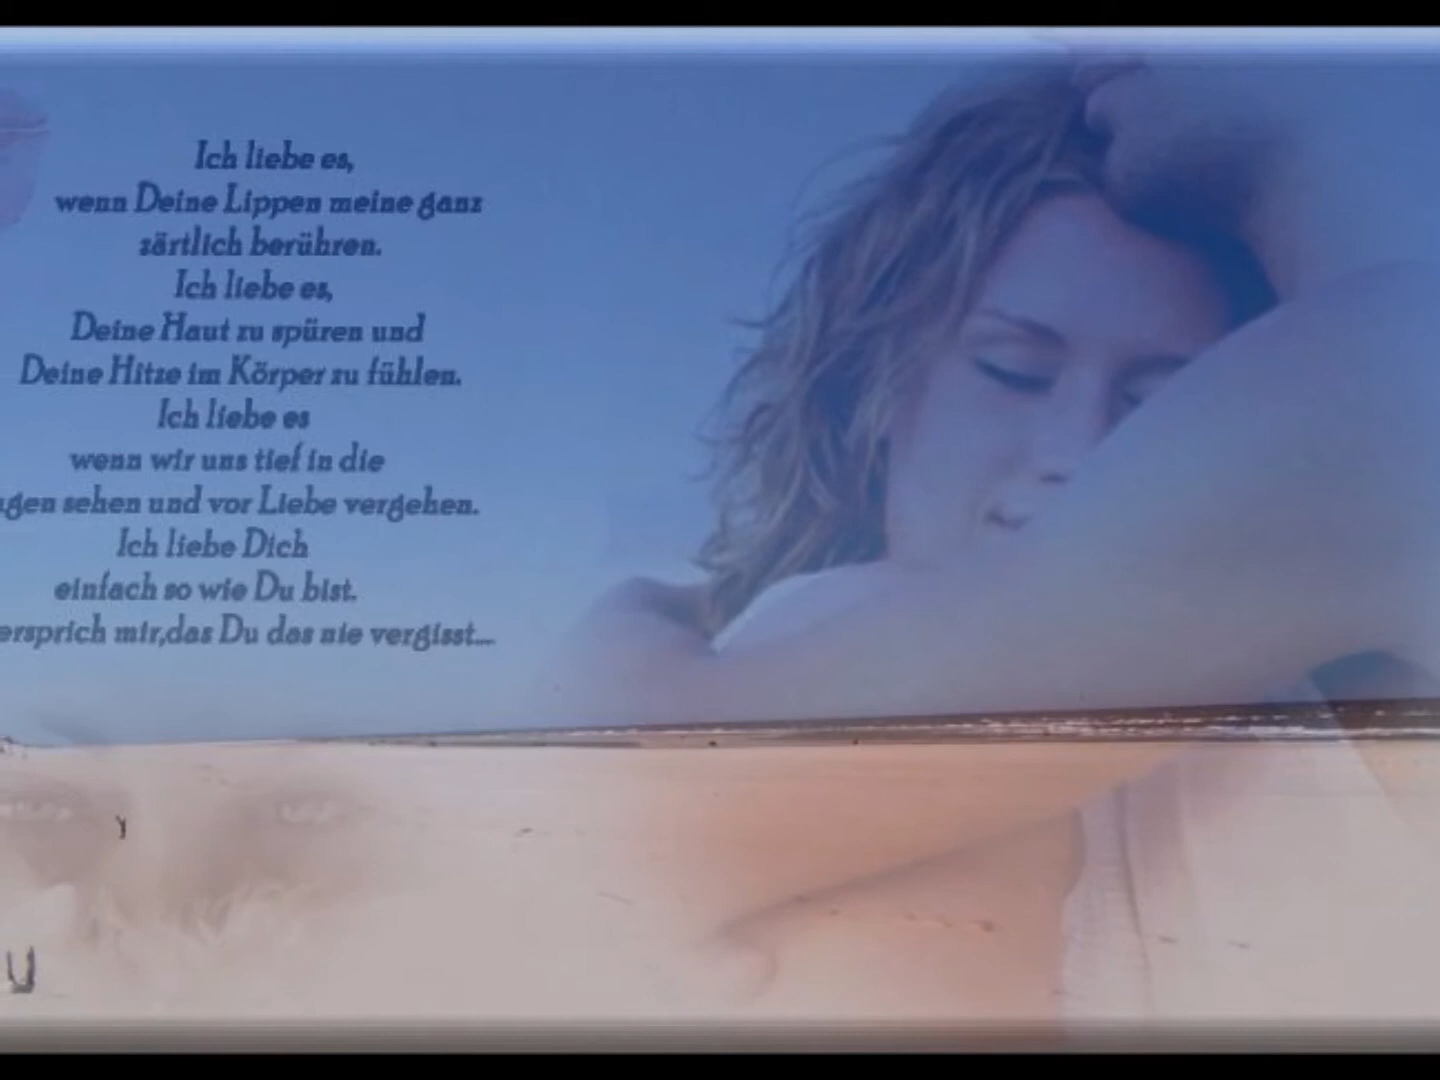 Ich liebe es,
wenn Deine Lippen meine ganz
zärtlich berühren.
Ich liebe es,
Deine Haut zu spüren und
Deine Hitze im Körper zu fühlen.
Ich liebe es
wenn wir uns tief in die
gen sehen und vor Liebe vergehen.
Ich liebe Dich
einfach so wie Du bist.
ersprich mir,das Du das nie vergisst...
U